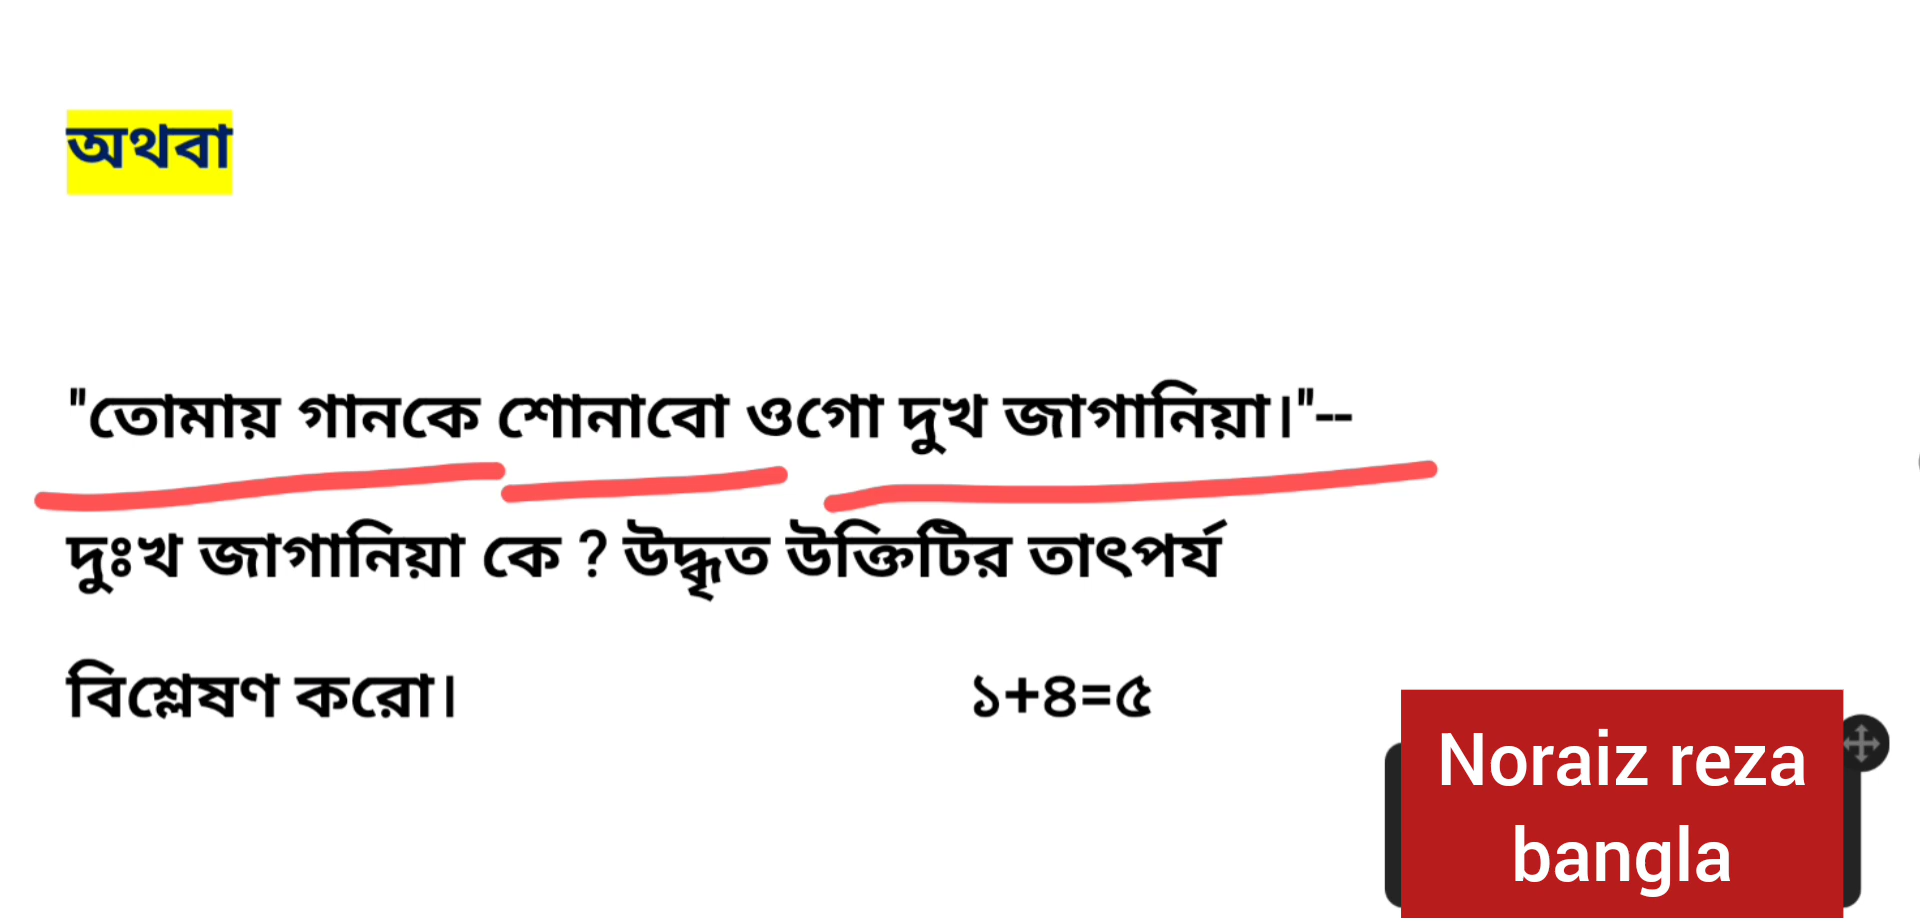 অথবা
"তোমায় গানকে শোনাবো ওগো দুখ জাগানিয়া।"--
দুঃখ জাগানিয়া কে ? উদ্ধৃত উক্তিটির তাৎপর্য
বিশ্লেষণ করো। ১+৪=৫
Noraiz reza
bangla